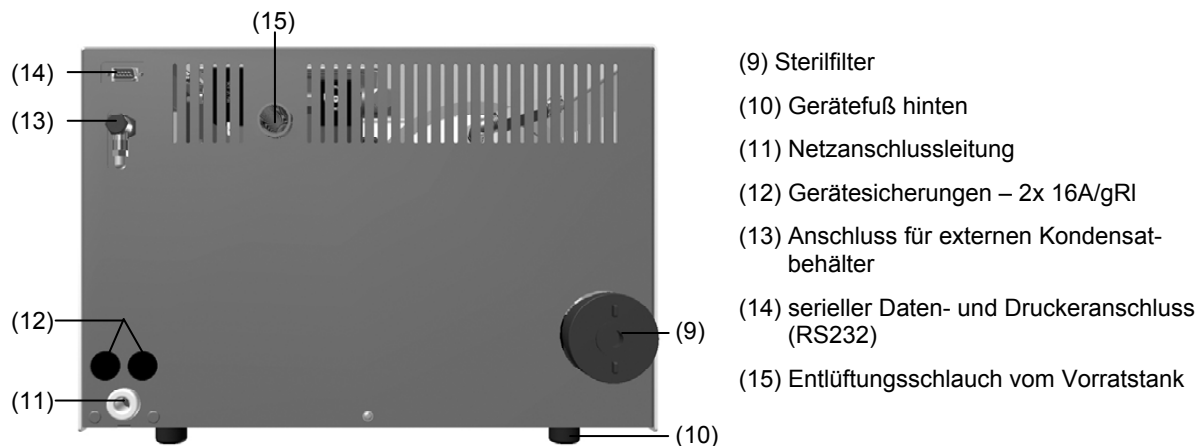 (15)
(14)
(13)
(12)
(11)
(9)
(10)
(9) Sterilfilter
(10) Gerätefuß hinten
(11) Netzanschlussleitung
(12) Gerätesicherungen – 2x 16A/gRl
(13) Anschluss für externen Kondensat-
behälter
(14) serieller Daten- und Druckeranschluss
(RS232)
(15) Entlüftungsschlauch vom Vorratstank